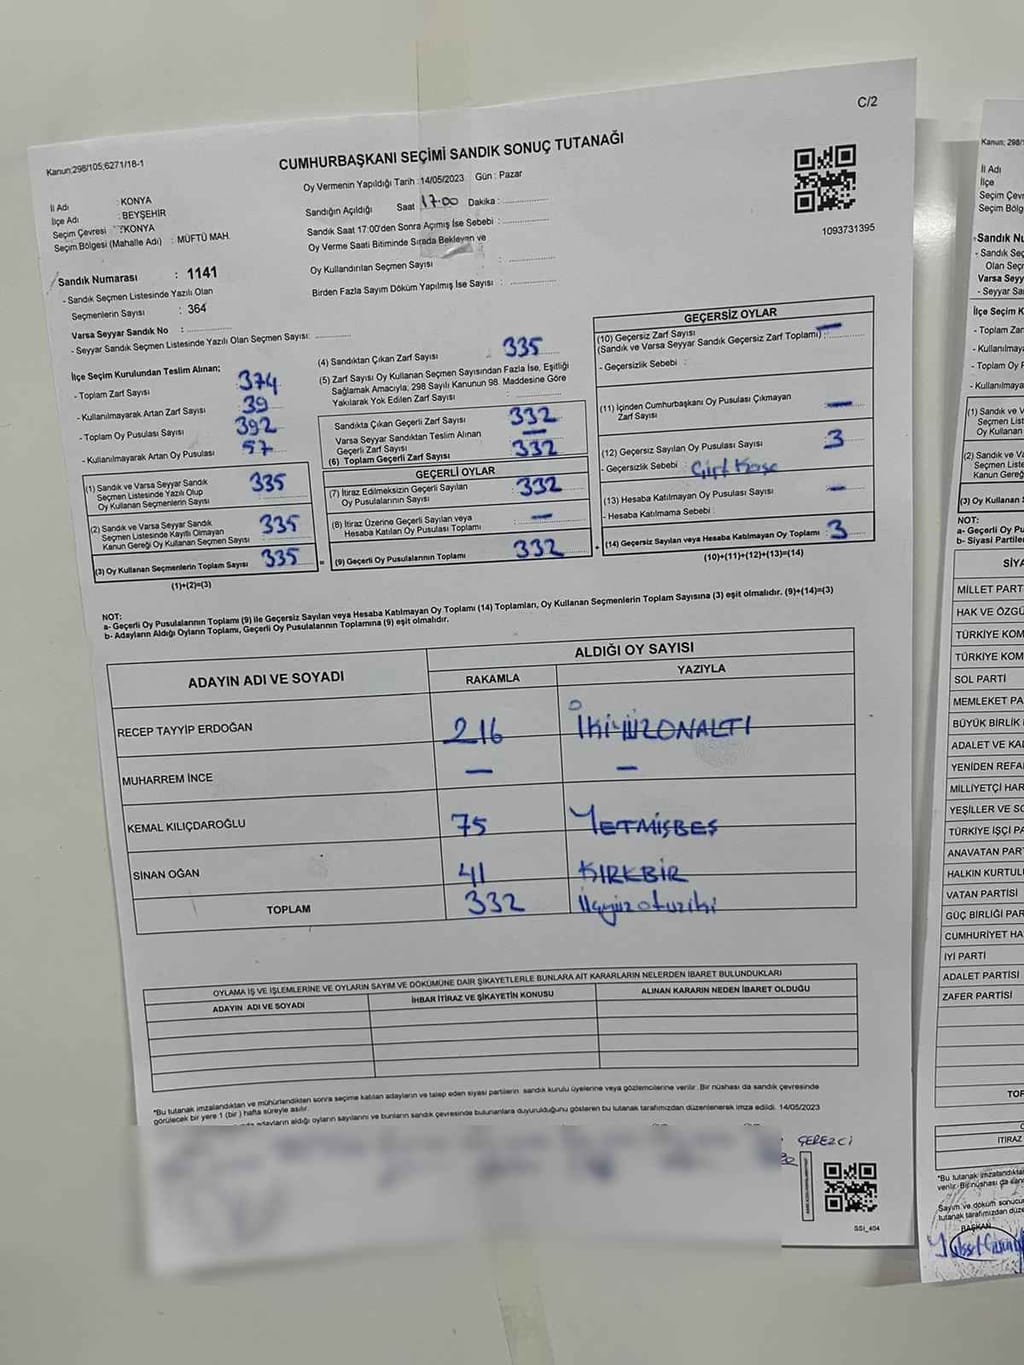 C/2
Kanun;298/105;6271/18-1
CUMHURBAŞKANI SEÇİMİ SANDIK SONUÇ TUTANAĞI
Oy Vermenin Yapıldığı Tarih : 14/05/2023 Gün : Pazar
1093731395
İl Adı : KONYA
İlçe Adı : BEYŞEHİR
Seçim Çevresi : KONYA
Seçim Bölgesi (Mahalle Adı) : MÜFTÜ MAH.
Sandık Numarası : 1141
- Sandık Seçmen Listesinde Yazılı Olan
Seçmenlerin Sayısı : 364
Varsa Seyyar Sandık No :
- Seyyar Sandık Seçmen Listesinde Yazılı Olan Seçmen Sayısı:
Sandığın Açıldığı Saat 17:00 Dakika :
Sandık Saat 17:00'den Sonra Açımış İse Sebebi :
Oy Verme Saati Bitiminde Sırada Bekleyen ve
Oy Kullandırılan Seçmen Sayısı :
Birden Fazla Sayım Döküm Yapılmış İse Sayısı :
İlçe Seçim Kurulundan Teslim Alınan;
- Toplam Zarf Sayısı : 374
- Kullanılmayarak Artan Zarf Sayısı : 39
- Toplam Oy Pusulası Sayısı : 392
- Kullanılmayarak Artan Oy Pusulası : 57
(1) Sandık ve Varsa Seyyar Sandık
Seçmen Listesinde Yazılı Olup
Oy Kullanan Seçmenlerin Sayısı : 335
(2) Sandık ve Varsa Seyyar Sandık
Seçmen Listesinde Kayıtlı Olmayan
Kanun Gereği Oy Kullanan Seçmen Sayısı : 335
(3) Oy Kullanan Seçmenlerin Toplam Sayısı : 335
(1)+(2)=(3)
(4) Sandıktan Çıkan Zarf Sayısı : 335
(5) Zarf Sayısı Oy Kullanan Seçmen Sayısından Fazla İse, Eşitliği
Sağlamak Amacıyla; 298 Sayılı Kanunun 98. Maddesine Göre
Yakılarak Yok Edilen Zarf Sayısı :
Sandıkta Çıkan Geçerli Zarf Sayısı : 332
Varsa Seyyar Sandıktan Teslim Alınan
Geçerli Zarf Sayısı : —
(6) Toplam Geçerli Zarf Sayısı : 332
GEÇERLİ OYLAR
(7) İtiraz Edilmeksizin Geçerli Sayılan
Oy Pusulalarının Sayısı : 332
(8) İtiraz Üzerine Geçerli Sayılan veya
Hesaba Katılan Oy Pusulası Toplamı : —
(9) Geçerli Oy Pusulalarının Toplamı : 332
GEÇERSİZ OYLAR
(10) Geçersiz Zarf Sayısı
(Sandık ve Varsa Seyyar Sandık Geçersiz Zarf Toplamı) : —
- Geçersizlik Sebebi :
(11) İçinden Cumhurbaşkanı Oy Pusulası Çıkmayan
Zarf Sayısı : —
(12) Geçersiz Sayılan Oy Pusulası Sayısı : 3
- Geçersizlik Sebebi :
(13) Hesaba Katılmayan Oy Pusulası Sayısı : —
- Hesaba Katılmama Sebebi :
(14) Geçersiz Sayılan veya Hesaba Katılmayan Oy Toplamı : 3
(10)+(11)+(12)+(13)=(14)
NOT:
a- Geçerli Oy Pusulalarının Toplamı (9) ile Geçersiz Sayılan veya Hesaba Katılmayan Oy Toplamı (14) Toplamları, Oy Kullanan Seçmenlerin Toplam Sayısına (3) eşit olmalıdır. (9)+(14)=(3)
b- Adayların Aldığı Oyların Toplamı, Geçerli Oy Pusulalarının Toplamına (9) eşit olmalıdır.
ADAYIN ADI VE SOYADI
ALDIĞI OY SAYISI
RAKAMLA YAZIYLA
RECEP TAYYİP ERDOĞAN 216 İKİYÜZONALTI
MUHARREM İNCE — —
KEMAL KILIÇDAROĞLU 75 YETMİŞBEŞ
SİNAN OĞAN 41 KIRKBİR
TOPLAM 332 üçyüzotuziki
OYLAMA İŞ VE İŞLEMLERİNE VE OYLARIN SAYIM VE DÖKÜMÜNE DAİR ŞİKAYETLERLE BUNLARA AİT KARARLARIN NELERDEN İBARET BULUNDUKLARI
ADAYIN ADI VE SOYADI
İHBAR İTİRAZ VE ŞİKAYETİN KONUSU
ALINAN KARARIN NEDEN İBARET OLDUĞU
*Bu tutanak imzalandıktan ve mühürlendikten sonra seçime katılan adayların ve talep eden siyasi partilerin sandık kurulu üyelerine veya gözlemcilerine verilir. Bir nüshası da sandık çevresinde
görülecek bir yere 1 (bir) hafta süreyle asılır.
adayların aldığı oyların sayılarını ve bunların sandık çevresinde bulunanlara duyurulduğunu gösteren bu tutanak tarafımızdan düzenlenerek imza edildi. 14/05/2023
ÇEREZCİ
SSI_404
Kanun; 298/
İl Adı
İlçe
Seçim Çevr
Seçim Bölg
Sandık Nu
- Sandık Seç
Olan Seçr
Varsa Seyy
- Seyyar Sa
İlçe Seçim K
- Toplam Zar
- Kullanılmaya
- Toplam Oy P
- Kullanılmaya
(1) Sandık ve
Seçmen List
Oy Kullanan
(2) Sandık ve Va
Seçmen Liste
Kanun Gereği
(3) Oy Kullanan S
NOT:
a- Geçerli Oy Pu
b- Siyasi Partiler
SİYA
MİLLET PART
HAK VE ÖZGÜ
TÜRKİYE KOM
TÜRKİYE KOM
SOL PARTİ
MEMLEKET PA
BÜYÜK BİRLİK
ADALET VE KAL
YENİDEN REFA
MİLLİYETÇİ HAR
YEŞİLLER VE SO
TÜRKİYE İŞÇİ PA
ANAVATAN PAR
HALKIN KURTUL
VATAN PARTİSİ
GÜÇ BİRLİĞİ PAR
CUMHURİYET HA
İYİ PARTİ
ADALET PARTİSİ
ZAFER PARTİSİ
TOP
İTİRAZ
*Bu tutanak imzalandıkta
Sayım ve döküm sonucu
tutanak tarafımızdan düze
BAŞKAN